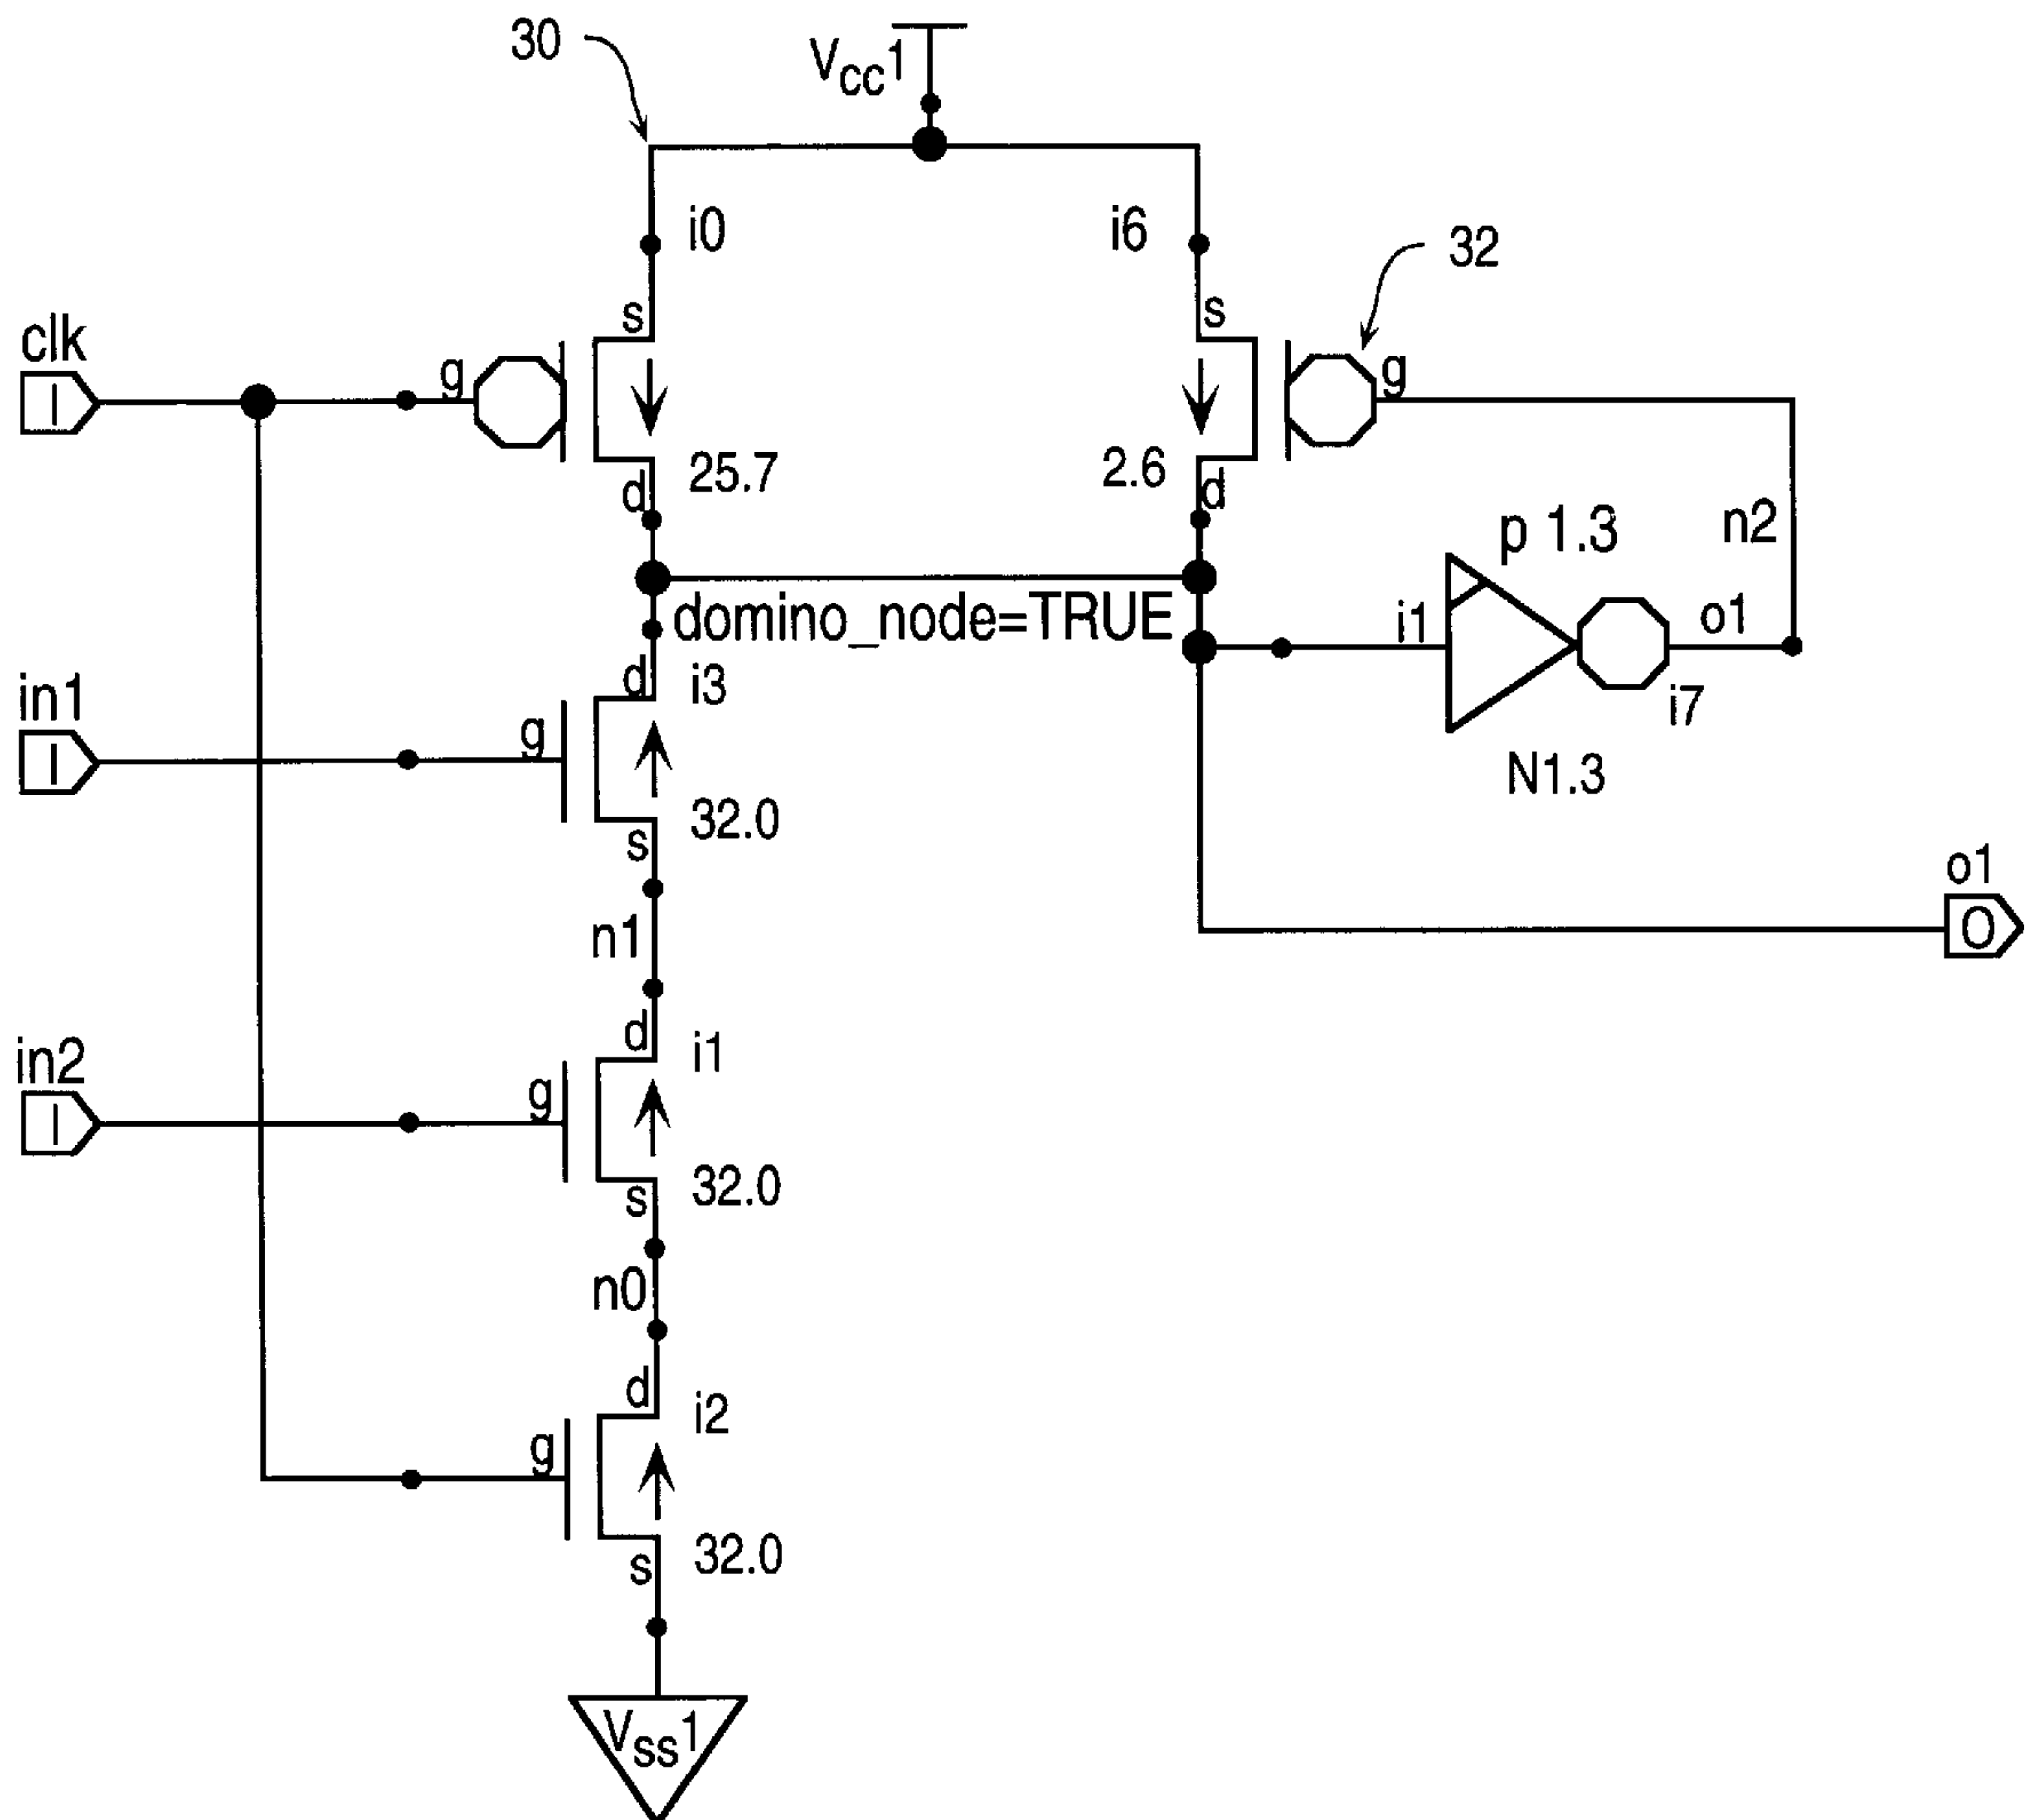 30
Vcc1
i0
i6
32
s
s
clk
I
g
g
25.7
2.6
d
d
p 1.3
n2
domino_node=TRUE
i1
o1
i7
in1
I
d
i3
g
N1.3
32.0
s
o1
O
n1
in2
I
d
i1
g
32.0
s
n0
d
i2
g
32.0
s
Vss1